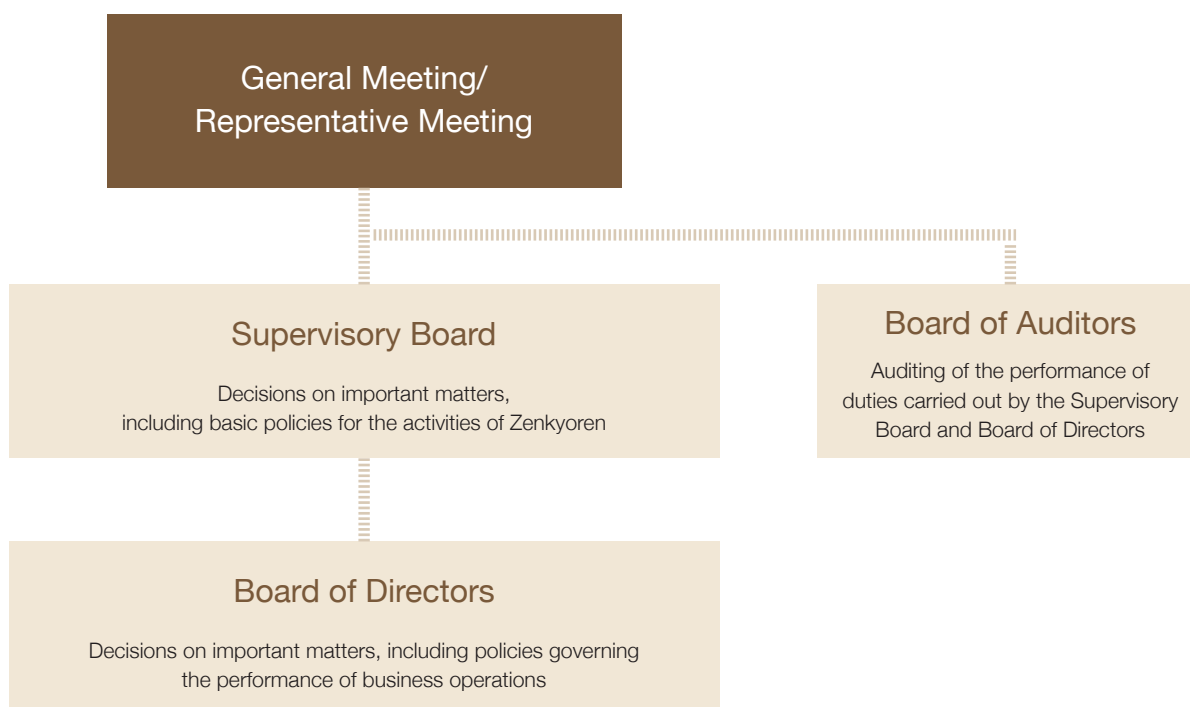 General Meeting/
Representative Meeting
Supervisory Board
Decisions on important matters,
including basic policies for the activities of Zenkyoren
Board of Auditors
Auditing of the performance of
duties carried out by the Supervisory
Board and Board of Directors
Board of Directors
Decisions on important matters, including policies governing
the performance of business operations